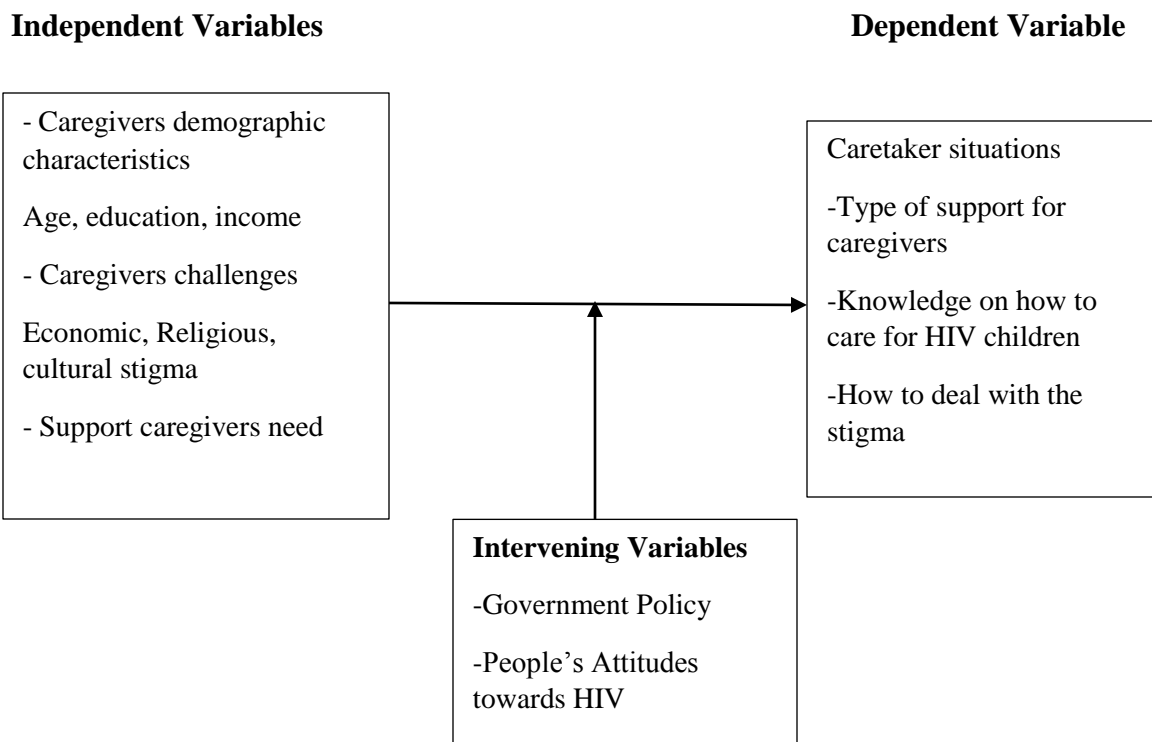 Independent Variables
Dependent Variable
- Caregivers demographic
characteristics
Age, education, income
- Caregivers challenges
Economic, Religious,
cultural stigma
- Support caregivers need
Caretaker situations
-Type of support for
caregivers
-Knowledge on how to
care for HIV children
-How to deal with the
stigma
Intervening Variables
-Government Policy
-People’s Attitudes
towards HIV